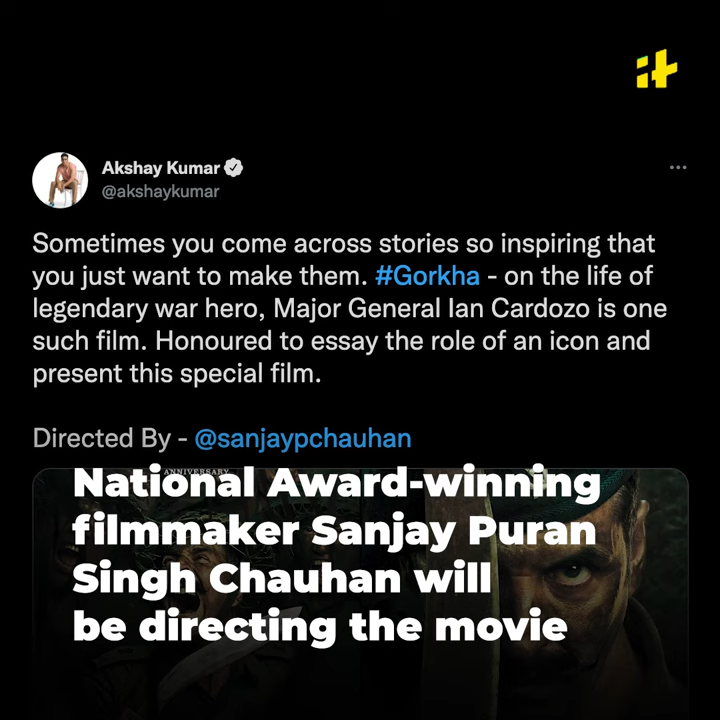 Akshay Kumar
@akshaykumar
Sometimes you come across stories so inspiring that
you just want to make them. #Gorkha - on the life of
legendary war hero, Major General Ian Cardozo is one
such film. Honoured to essay the role of an icon and
present this special film.
Directed By - @sanjaypchauhan
ANNIVERSARY
National Award-winning
filmmaker Sanjay Puran
Singh Chauhan will
be directing the movie